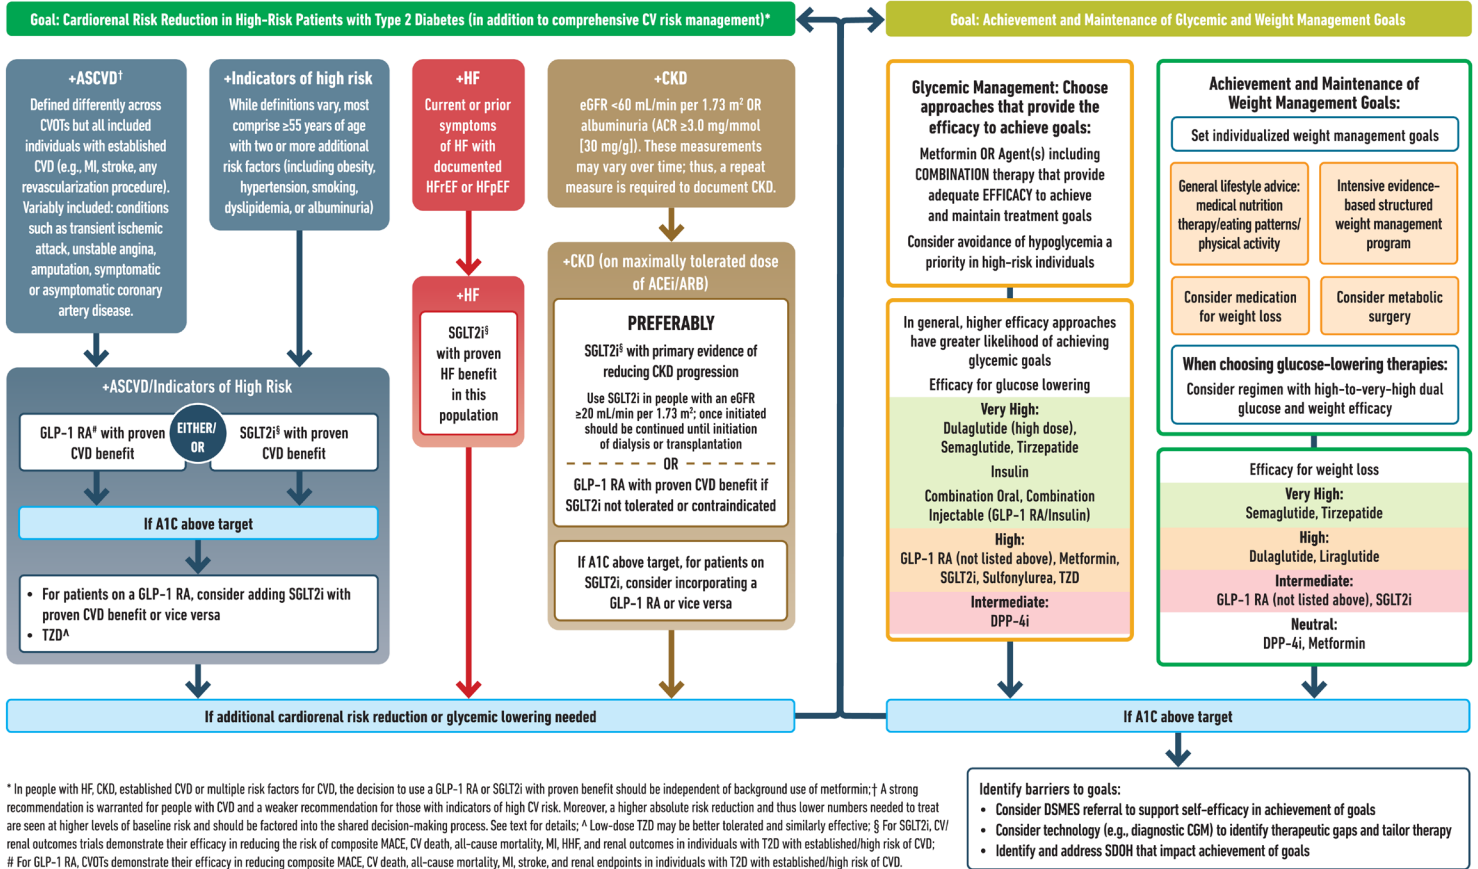 Goal: Cardiorenal Risk Reduction in High-Risk Patients with Type 2 Diabetes (in addition to comprehensive CV risk management)*
+ASCVD†
Defined differently across
CVOTs but all included
individuals with established
CVD (e.g., MI, stroke, any
revascularization procedure).
Variably included: conditions
such as transient ischemic
attack, unstable angina,
amputation, symptomatic
or asymptomatic coronary
artery disease.
+Indicators of high risk
While definitions vary, most
comprise ≥55 years of age
with two or more additional
risk factors (including obesity,
hypertension, smoking,
dyslipidemia, or albuminuria)
+HF
Current or prior
symptoms
of HF with
documented
HFrEF or HFpEF
+CKD
eGFR <60 mL/min per 1.73 m² OR
albuminuria (ACR ≥3.0 mg/mmol
[30 mg/g]). These measurements
may vary over time; thus, a repeat
measure is required to document CKD.
+ASCVD/Indicators of High Risk
GLP-1 RA# with proven
CVD benefit
EITHER/
OR
SGLT2i§ with proven
CVD benefit
If A1C above target
• For patients on a GLP-1 RA, consider adding SGLT2i with
proven CVD benefit or vice versa
• TZD^
+HF
SGLT2i§
with proven
HF benefit
in this
population
+CKD (on maximally tolerated dose
of ACEi/ARB)
PREFERABLY
SGLT2i§ with primary evidence of
reducing CKD progression
Use SGLT2i in people with an eGFR
≥20 mL/min per 1.73 m²; once initiated
should be continued until initiation
of dialysis or transplantation
OR
GLP-1 RA with proven CVD benefit if
SGLT2i not tolerated or contraindicated
If A1C above target, for patients on
SGLT2i, consider incorporating a
GLP-1 RA or vice versa
If additional cardiorenal risk reduction or glycemic lowering needed
Goal: Achievement and Maintenance of Glycemic and Weight Management Goals
Glycemic Management: Choose
approaches that provide the
efficacy to achieve goals:
Metformin OR Agent(s) including
COMBINATION therapy that provide
adequate EFFICACY to achieve
and maintain treatment goals
Consider avoidance of hypoglycemia a
priority in high-risk individuals
In general, higher efficacy approaches
have greater likelihood of achieving
glycemic goals
Efficacy for glucose lowering
Very High:
Dulaglutide (high dose),
Semaglutide, Tirzepatide
Insulin
Combination Oral, Combination
Injectable (GLP-1 RA/Insulin)
High:
GLP-1 RA (not listed above), Metformin,
SGLT2i, Sulfonylurea, TZD
Intermediate:
DPP-4i
Achievement and Maintenance of
Weight Management Goals:
Set individualized weight management goals
General lifestyle advice:
medical nutrition
therapy/eating patterns/
physical activity
Intensive evidence-
based structured
weight management
program
Consider medication
for weight loss
Consider metabolic
surgery
When choosing glucose-lowering therapies:
Consider regimen with high-to-very-high dual
glucose and weight efficacy
Efficacy for weight loss
Very High:
Semaglutide, Tirzepatide
High:
Dulaglutide, Liraglutide
Intermediate:
GLP-1 RA (not listed above), SGLT2i
Neutral:
DPP-4i, Metformin
If A1C above target
Identify barriers to goals:
• Consider DSMES referral to support self-efficacy in achievement of goals
• Consider technology (e.g., diagnostic CGM) to identify therapeutic gaps and tailor therapy
• Identify and address SDOH that impact achievement of goals
* In people with HF, CKD, established CVD or multiple risk factors for CVD, the decision to use a GLP-1 RA or SGLT2i with proven benefit should be independent of background use of metformin;† A strong
recommendation is warranted for people with CVD and a weaker recommendation for those with indicators of high CV risk. Moreover, a higher absolute risk reduction and thus lower numbers needed to treat
are seen at higher levels of baseline risk and should be factored into the shared decision-making process. See text for details; ^ Low-dose TZD may be better tolerated and similarly effective; § For SGLT2i, CV/
renal outcomes trials demonstrate their efficacy in reducing the risk of composite MACE, CV death, all-cause mortality, MI, HHF, and renal outcomes in individuals with T2D with established/high risk of CVD;
# For GLP-1 RA, CVOTs demonstrate their efficacy in reducing composite MACE, CV death, all-cause mortality, MI, stroke, and renal endpoints in individuals with T2D with established/high risk of CVD.